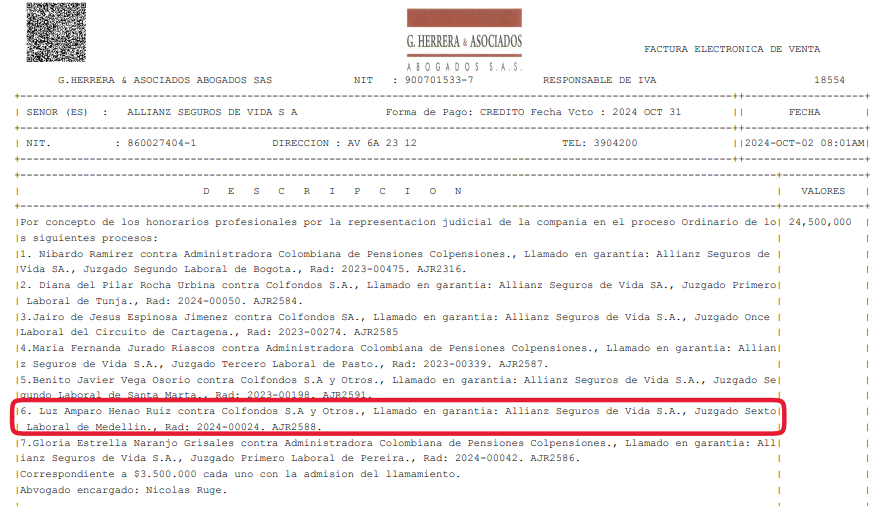 G. HERRERA & ASOCIADOS
ABOGADOS S.A.S.
FACTURA ELECTRONICA DE VENTA
G.HERRERA & ASOCIADOS ABOGADOS SAS NIT : 900701533-7 RESPONSABLE DE IVA 18554
SENOR (ES) : ALLIANZ SEGUROS DE VIDA S A Forma de Pago: CREDITO Fecha Vcto : 2024 OCT 31 FECHA
NIT. : 860027404-1 DIRECCION : AV 6A 23 12 TEL: 3904200 2024-OCT-02 08:01AM
D E S C R I P C I O N VALORES
Por concepto de los honorarios profesionales por la representacion judicial de la compania en el proceso Ordinario de lo 24,500,000
s siguientes procesos:
1. Nibardo Ramirez contra Administradora Colombiana de Pensiones Colpensiones., Llamado en garantia: Allianz Seguros de
Vida SA., Juzgado Segundo Laboral de Bogota., Rad: 2023-00475. AJR2316.
2. Diana del Pilar Rocha Urbina contra Colfondos S.A., Llamado en garantia: Allianz Seguros de Vida SA., Juzgado Primero
Laboral de Tunja., Rad: 2024-00050. AJR2584.
3.Jairo de Jesus Espinosa Jimenez contra Colfondos SA., Llamado en garantia: Allianz Seguros de Vida S.A., Juzgado Once
Laboral del Circuito de Cartagena., Rad: 2023-00274. AJR2585
4.Maria Fernanda Jurado Riascos contra Administradora Colombiana de Pensiones Colpensiones., Llamado en garantia: Allian
z Seguros de Vida S.A., Juzgado Tercero Laboral de Pasto., Rad: 2023-00339. AJR2587.
5.Benito Javier Vega Osorio contra Colfondos S.A y Otros., Llamado en garantia: Allianz Seguros de Vida S.A., Juzgado Se
gundo Laboral de Santa Marta., Rad: 2023-00198. AJR2591.
6. Luz Amparo Henao Ruiz contra Colfondos S.A y Otros., Llamado en garantia: Allianz Seguros de Vida S.A., Juzgado Sexto
Laboral de Medellin., Rad: 2024-00024. AJR2588.
7.Gloria Estrella Naranjo Grisales contra Administradora Colombiana de Pensiones Colpensiones., Llamado en garantia: All
ianz Seguros de Vida S.A., Juzgado Primero Laboral de Pereira., Rad: 2024-00042. AJR2586.
Correspondiente a $3.500.000 cada uno con la admision del llamamiento.
Abvogado encargado: Nicolas Ruge.